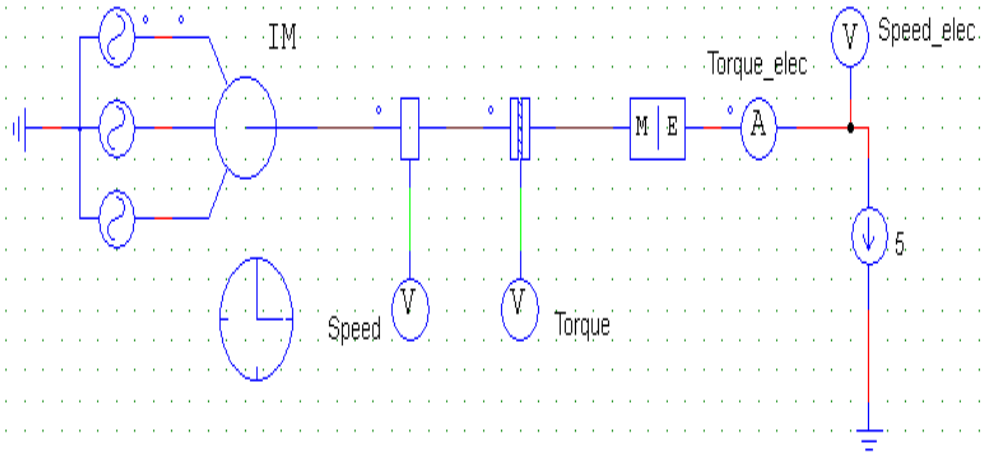 IM
V
Speed_elec
Torque_elec
M E
A
5
V
Speed
V
Torque